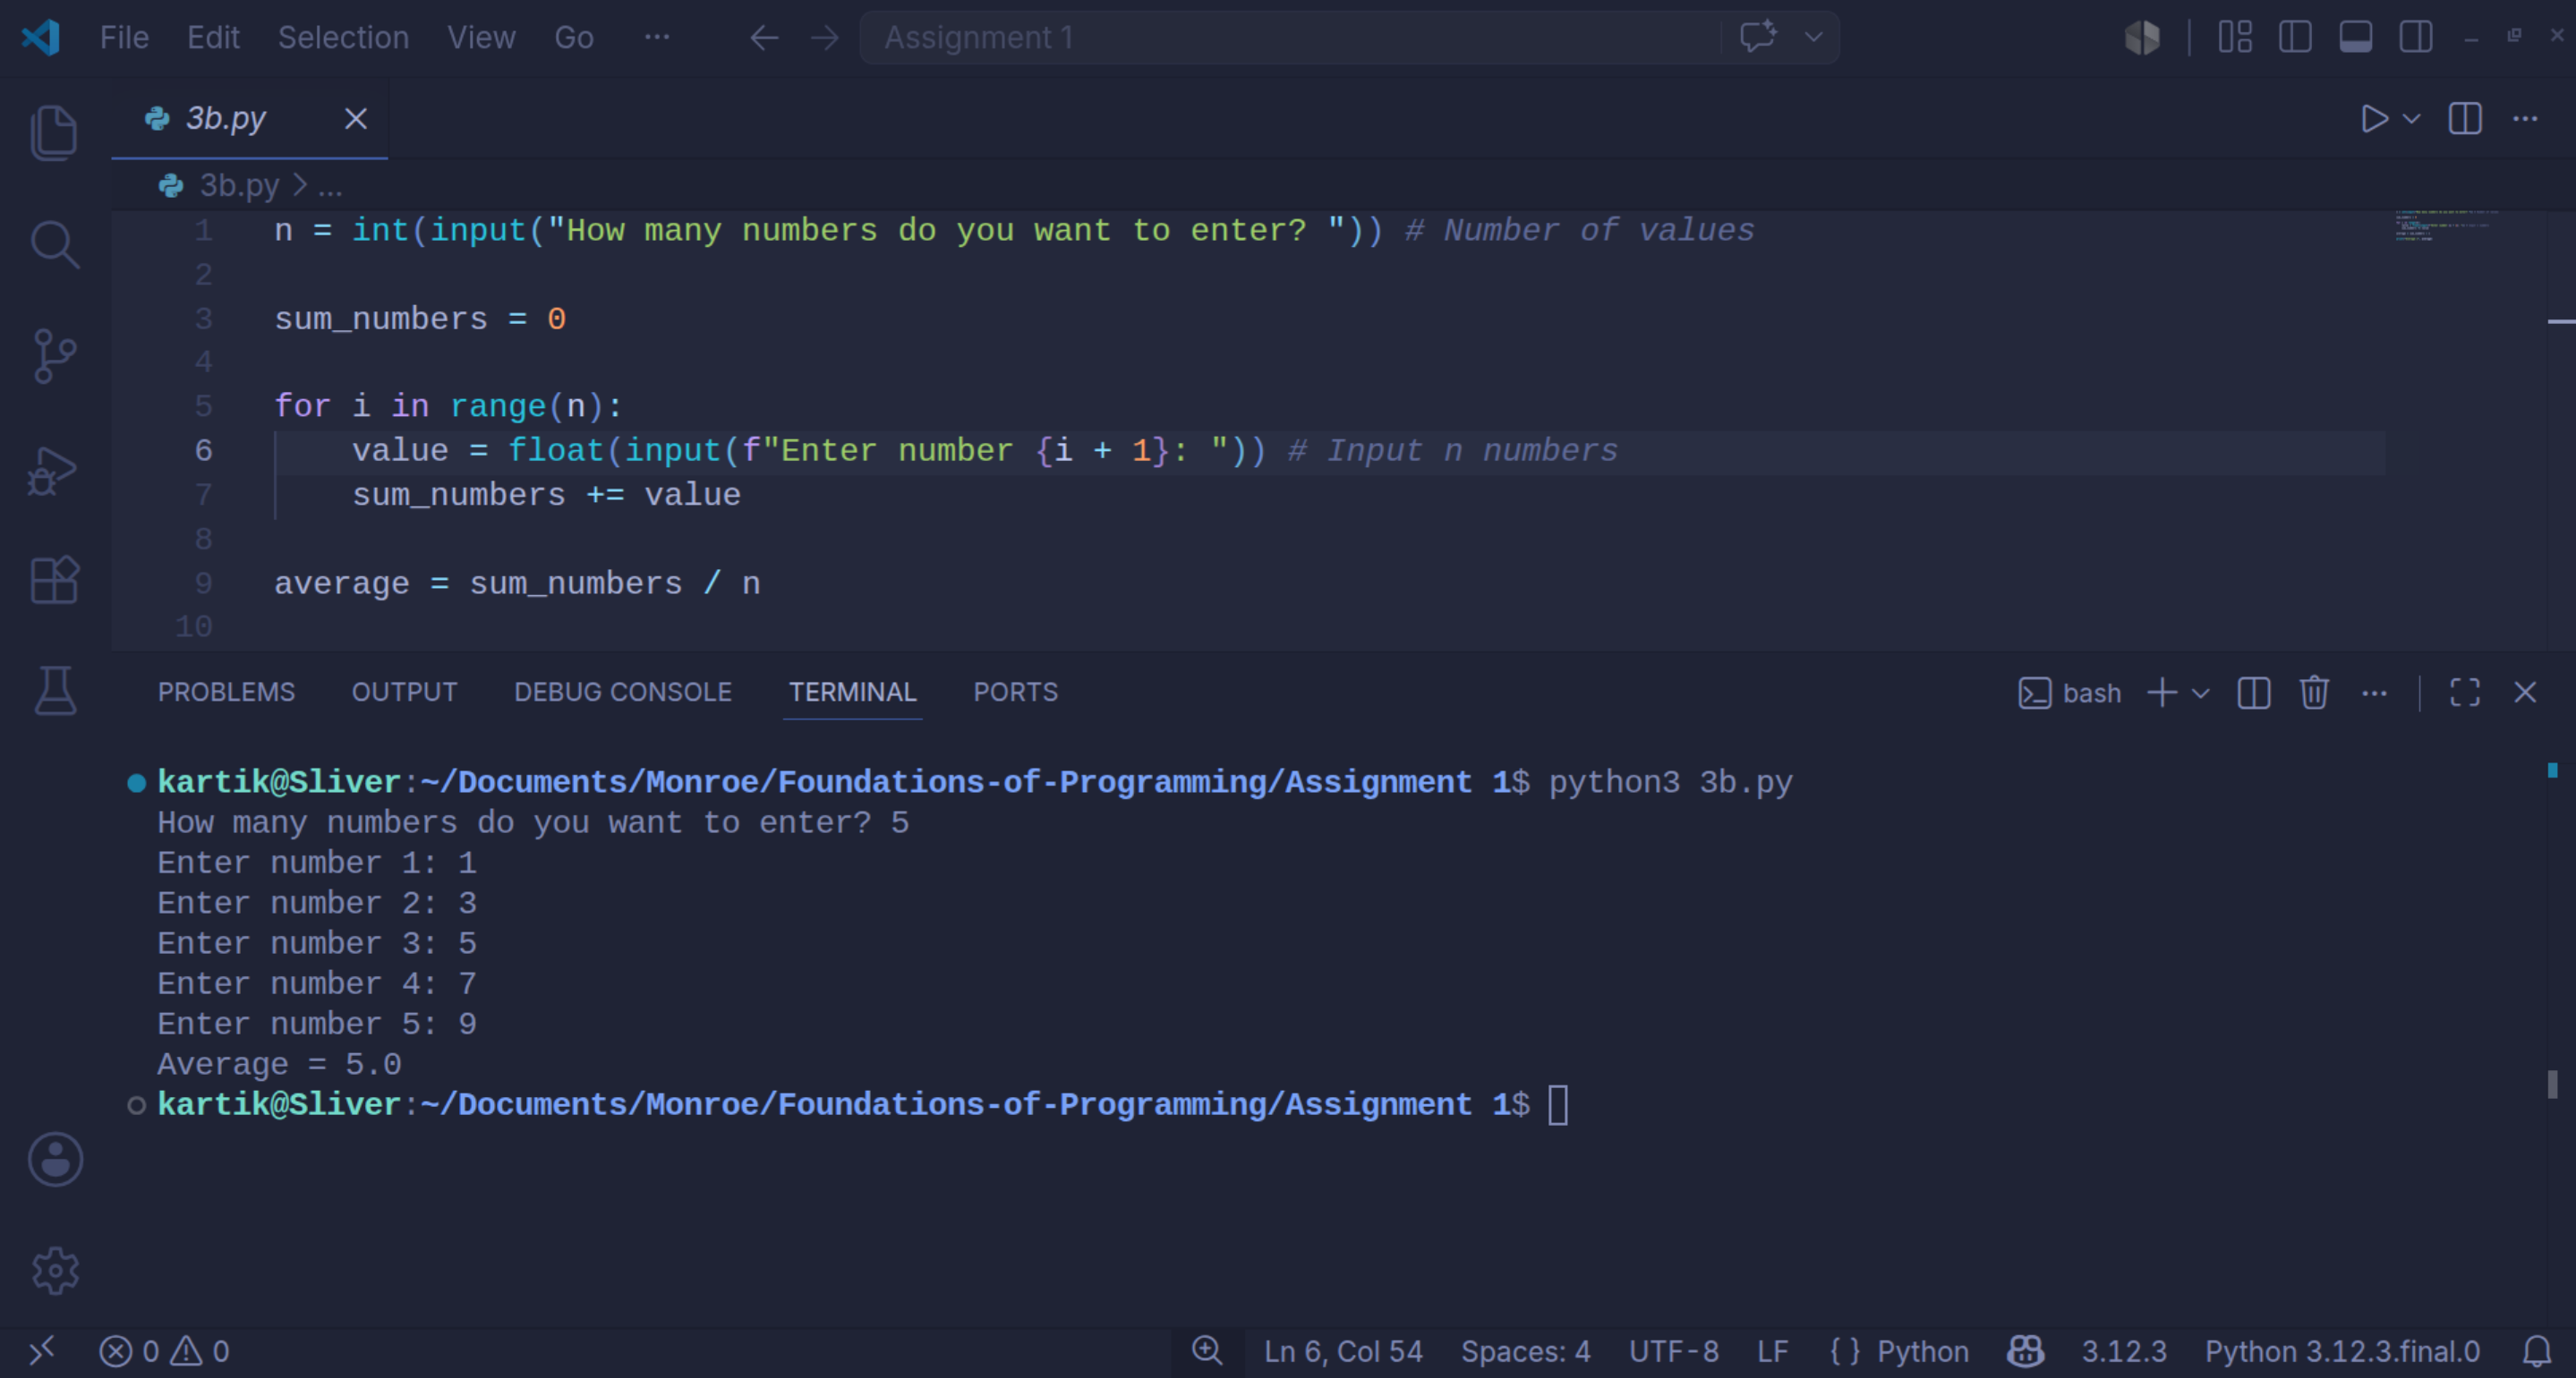 File Edit Selection View Go ··· Assignment 1
3b.py
3b.py > ...
1 n = int(input("How many numbers do you want to enter? ")) # Number of values
2
3 sum_numbers = 0
4
5 for i in range(n):
6 value = float(input(f"Enter number {i + 1}: ")) # Input n numbers
7 sum_numbers += value
8
9 average = sum_numbers / n
10
PROBLEMS OUTPUT DEBUG CONSOLE TERMINAL PORTS bash
kartik@Sliver:~/Documents/Monroe/Foundations-of-Programming/Assignment 1$ python3 3b.py
How many numbers do you want to enter? 5
Enter number 1: 1
Enter number 2: 3
Enter number 3: 5
Enter number 4: 7
Enter number 5: 9
Average = 5.0
kartik@Sliver:~/Documents/Monroe/Foundations-of-Programming/Assignment 1$
0 0 Ln 6, Col 54 Spaces: 4 UTF-8 LF { } Python 3.12.3 Python 3.12.3.final.0